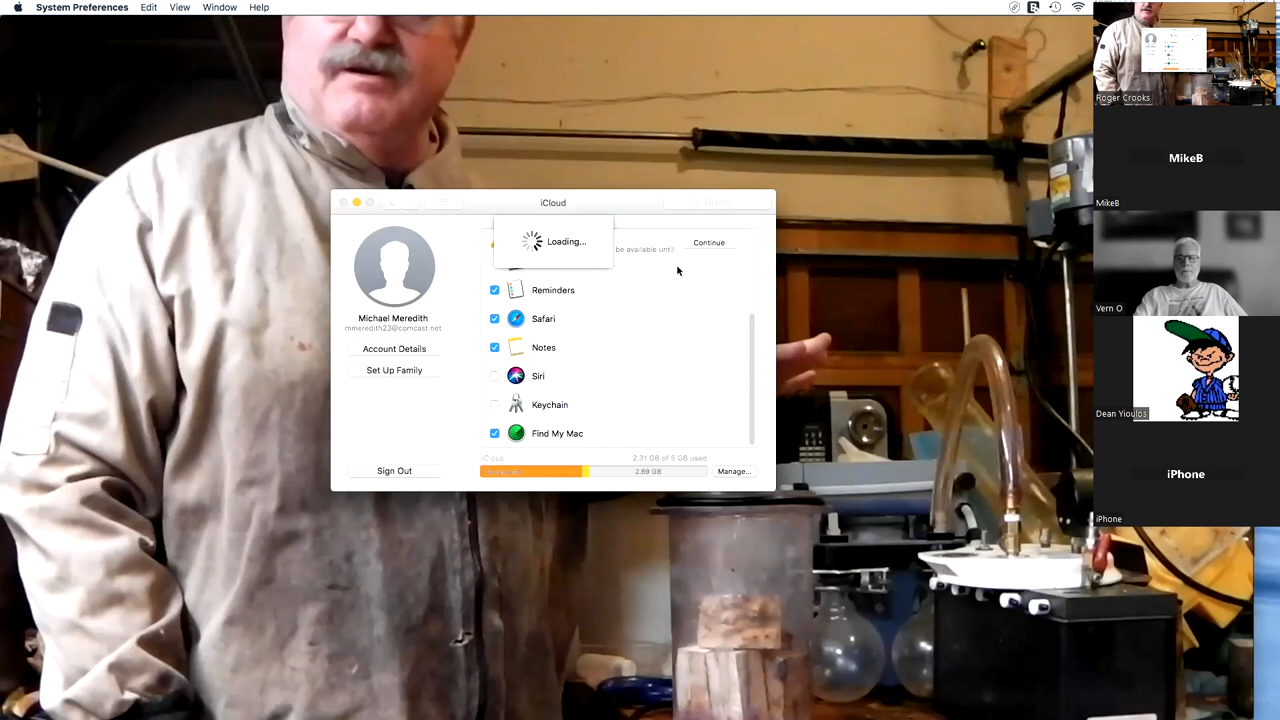 System Preferences Edit View Window Help
iCloud
Search
Loading...
be available until
Continue
Reminders
Safari
Notes
Siri
Keychain
Find My Mac
Michael Meredith
mmeredith23@comcast.net
Account Details
Set Up Family
Sign Out
2.31 GB of 5 GB used
2.69 GB
Manage...
Roger Crooks
MikeB
MikeB
Vern O
Dean Yioulos
iPhone
iPhone